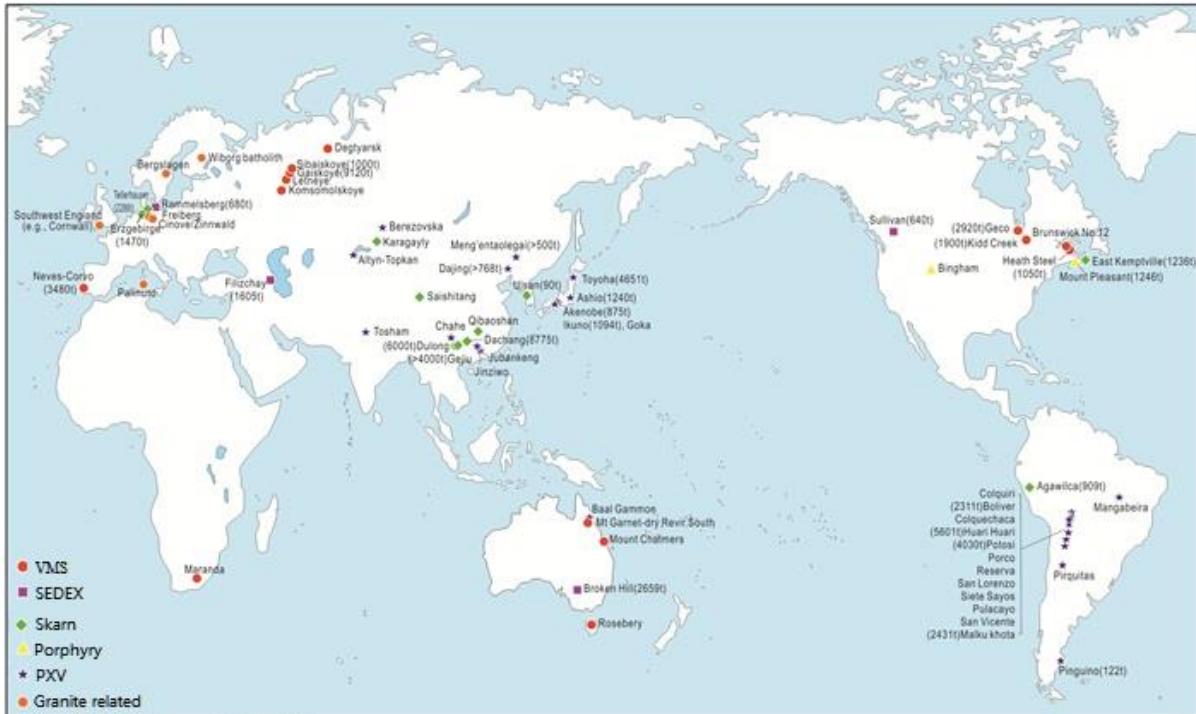 Degtyarsk
Wiborg batholith
Sibaiskoye(1000t)
Bergslagen
Gaiskoye(9120t)
Letneye
Komsomolskoye
Rammelsberg(680t)
Freiberg
Cinovec/Zinnwald
Southwest England
(e.g., Cornwall)
Erzgebirge
(1470t)
Neves-Corvo
(3480t)
Palinuto
Filizchay
(1605t)
Berezovska
Karagayly
Altyn-Topkan
Meng'entaolegai(>500t)
Dajing(>768t)
Ulsan(90t)
Toyoha(4651t)
Ashio(1240t)
Akenobe(875t)
Ikuno(1094t), Goka
Saishitang
Qibaoshan
Chahe
Tosham
Dachang(8775t)
(6000t)Dulong
(>4000t)Gejiu
Jubankeng
Jinziwo
Sullivan(640t)
Bingham
(2920t)Geco
(1900t)Kidd Creek
Brunswick No.12
Heath Steel
(1050t)
East Kemptville(1236t)
Mount Pleasant(1246t)
Agawilca(909t)
Mangabeira
Colquiri
(2311t)Boliver
Colquechaca
(5601t)Huari Huari
(4030t)Potosi
Porco
Reserva
San Lorenzo
Siete Sayos
Pulacayo
San Vicente
(2431t)Malku khota
Pirquitas
Pinguino(122t)
Baal Gammon
Mt Garnet-dry Revir South
Mount Chalmers
Broken Hill(2659t)
Rosebery
Maranda
VMS
SEDEX
Skarn
Porphyry
PXV
Granite related